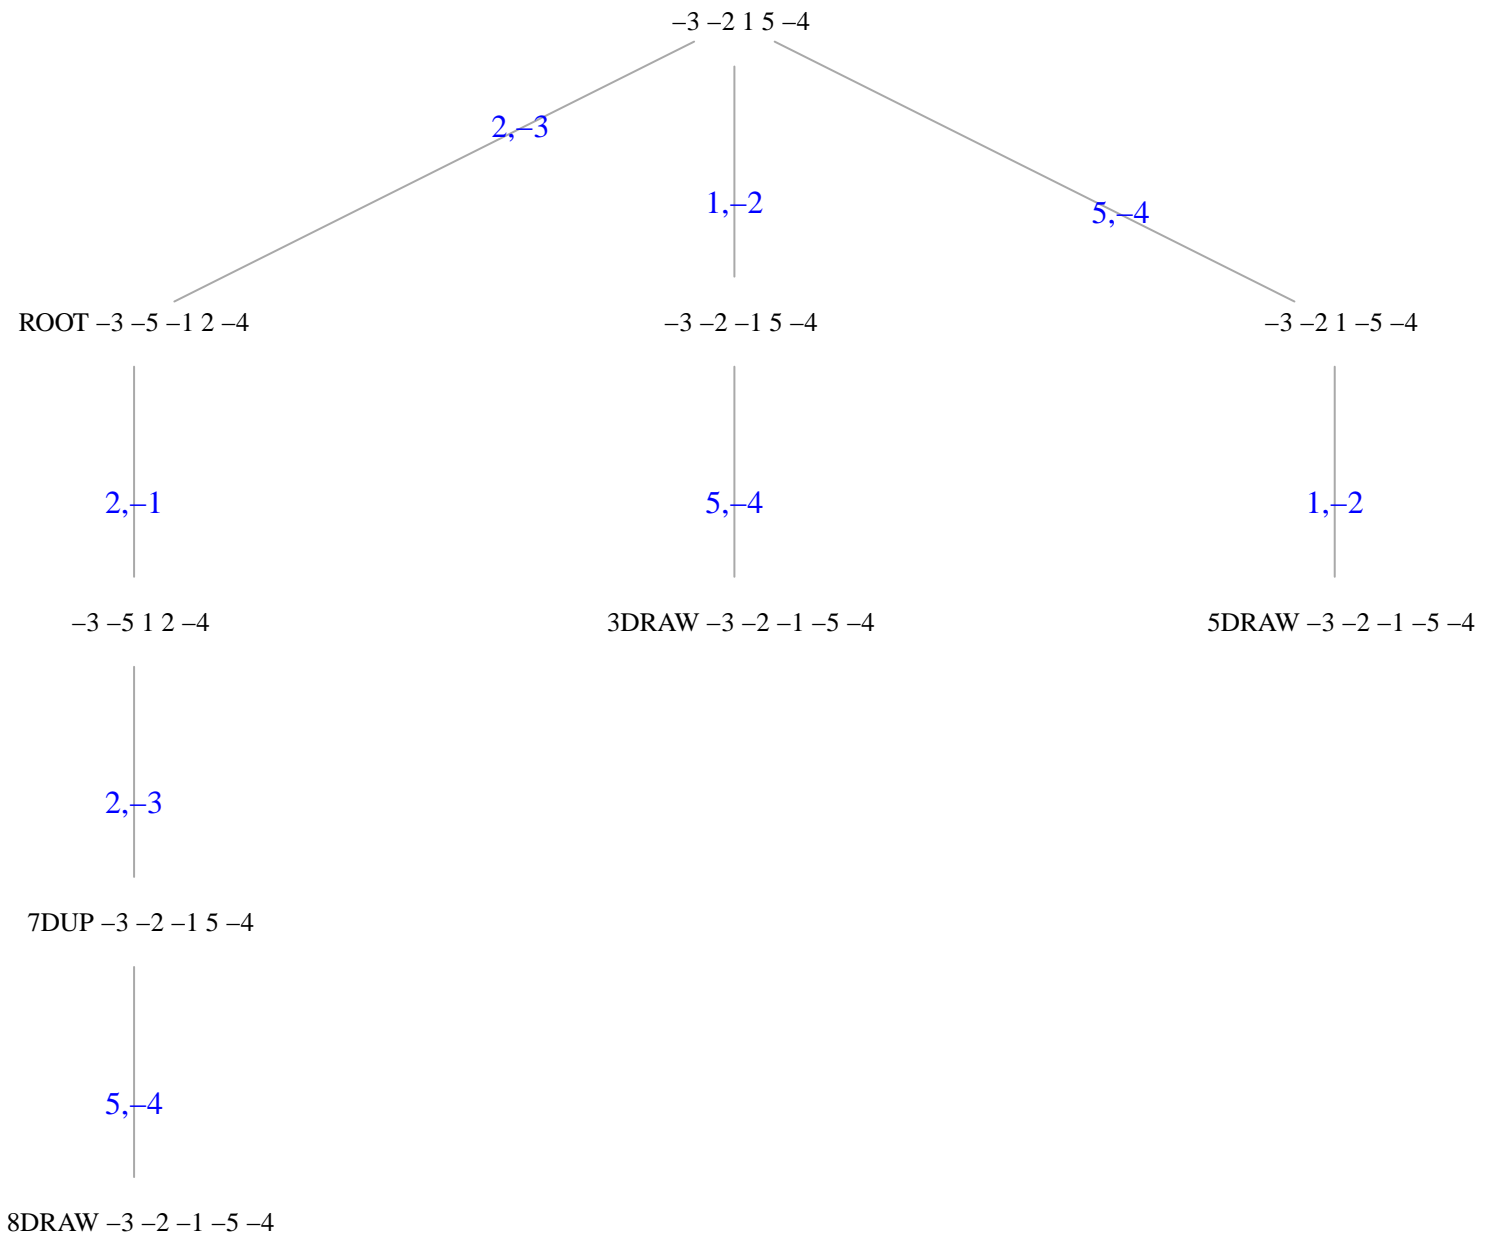 –3 –2 1 5 –4
2,–3
1,–2
5,–4
ROOT –3 –5 –1 2 –4
–3 –2 –1 5 –4
–3 –2 1 –5 –4
2,–1
5,–4
1,–2
–3 –5 1 2 –4
3DRAW –3 –2 –1 –5 –4
5DRAW –3 –2 –1 –5 –4
2,–3
7DUP –3 –2 –1 5 –4
5,–4
8DRAW –3 –2 –1 –5 –4